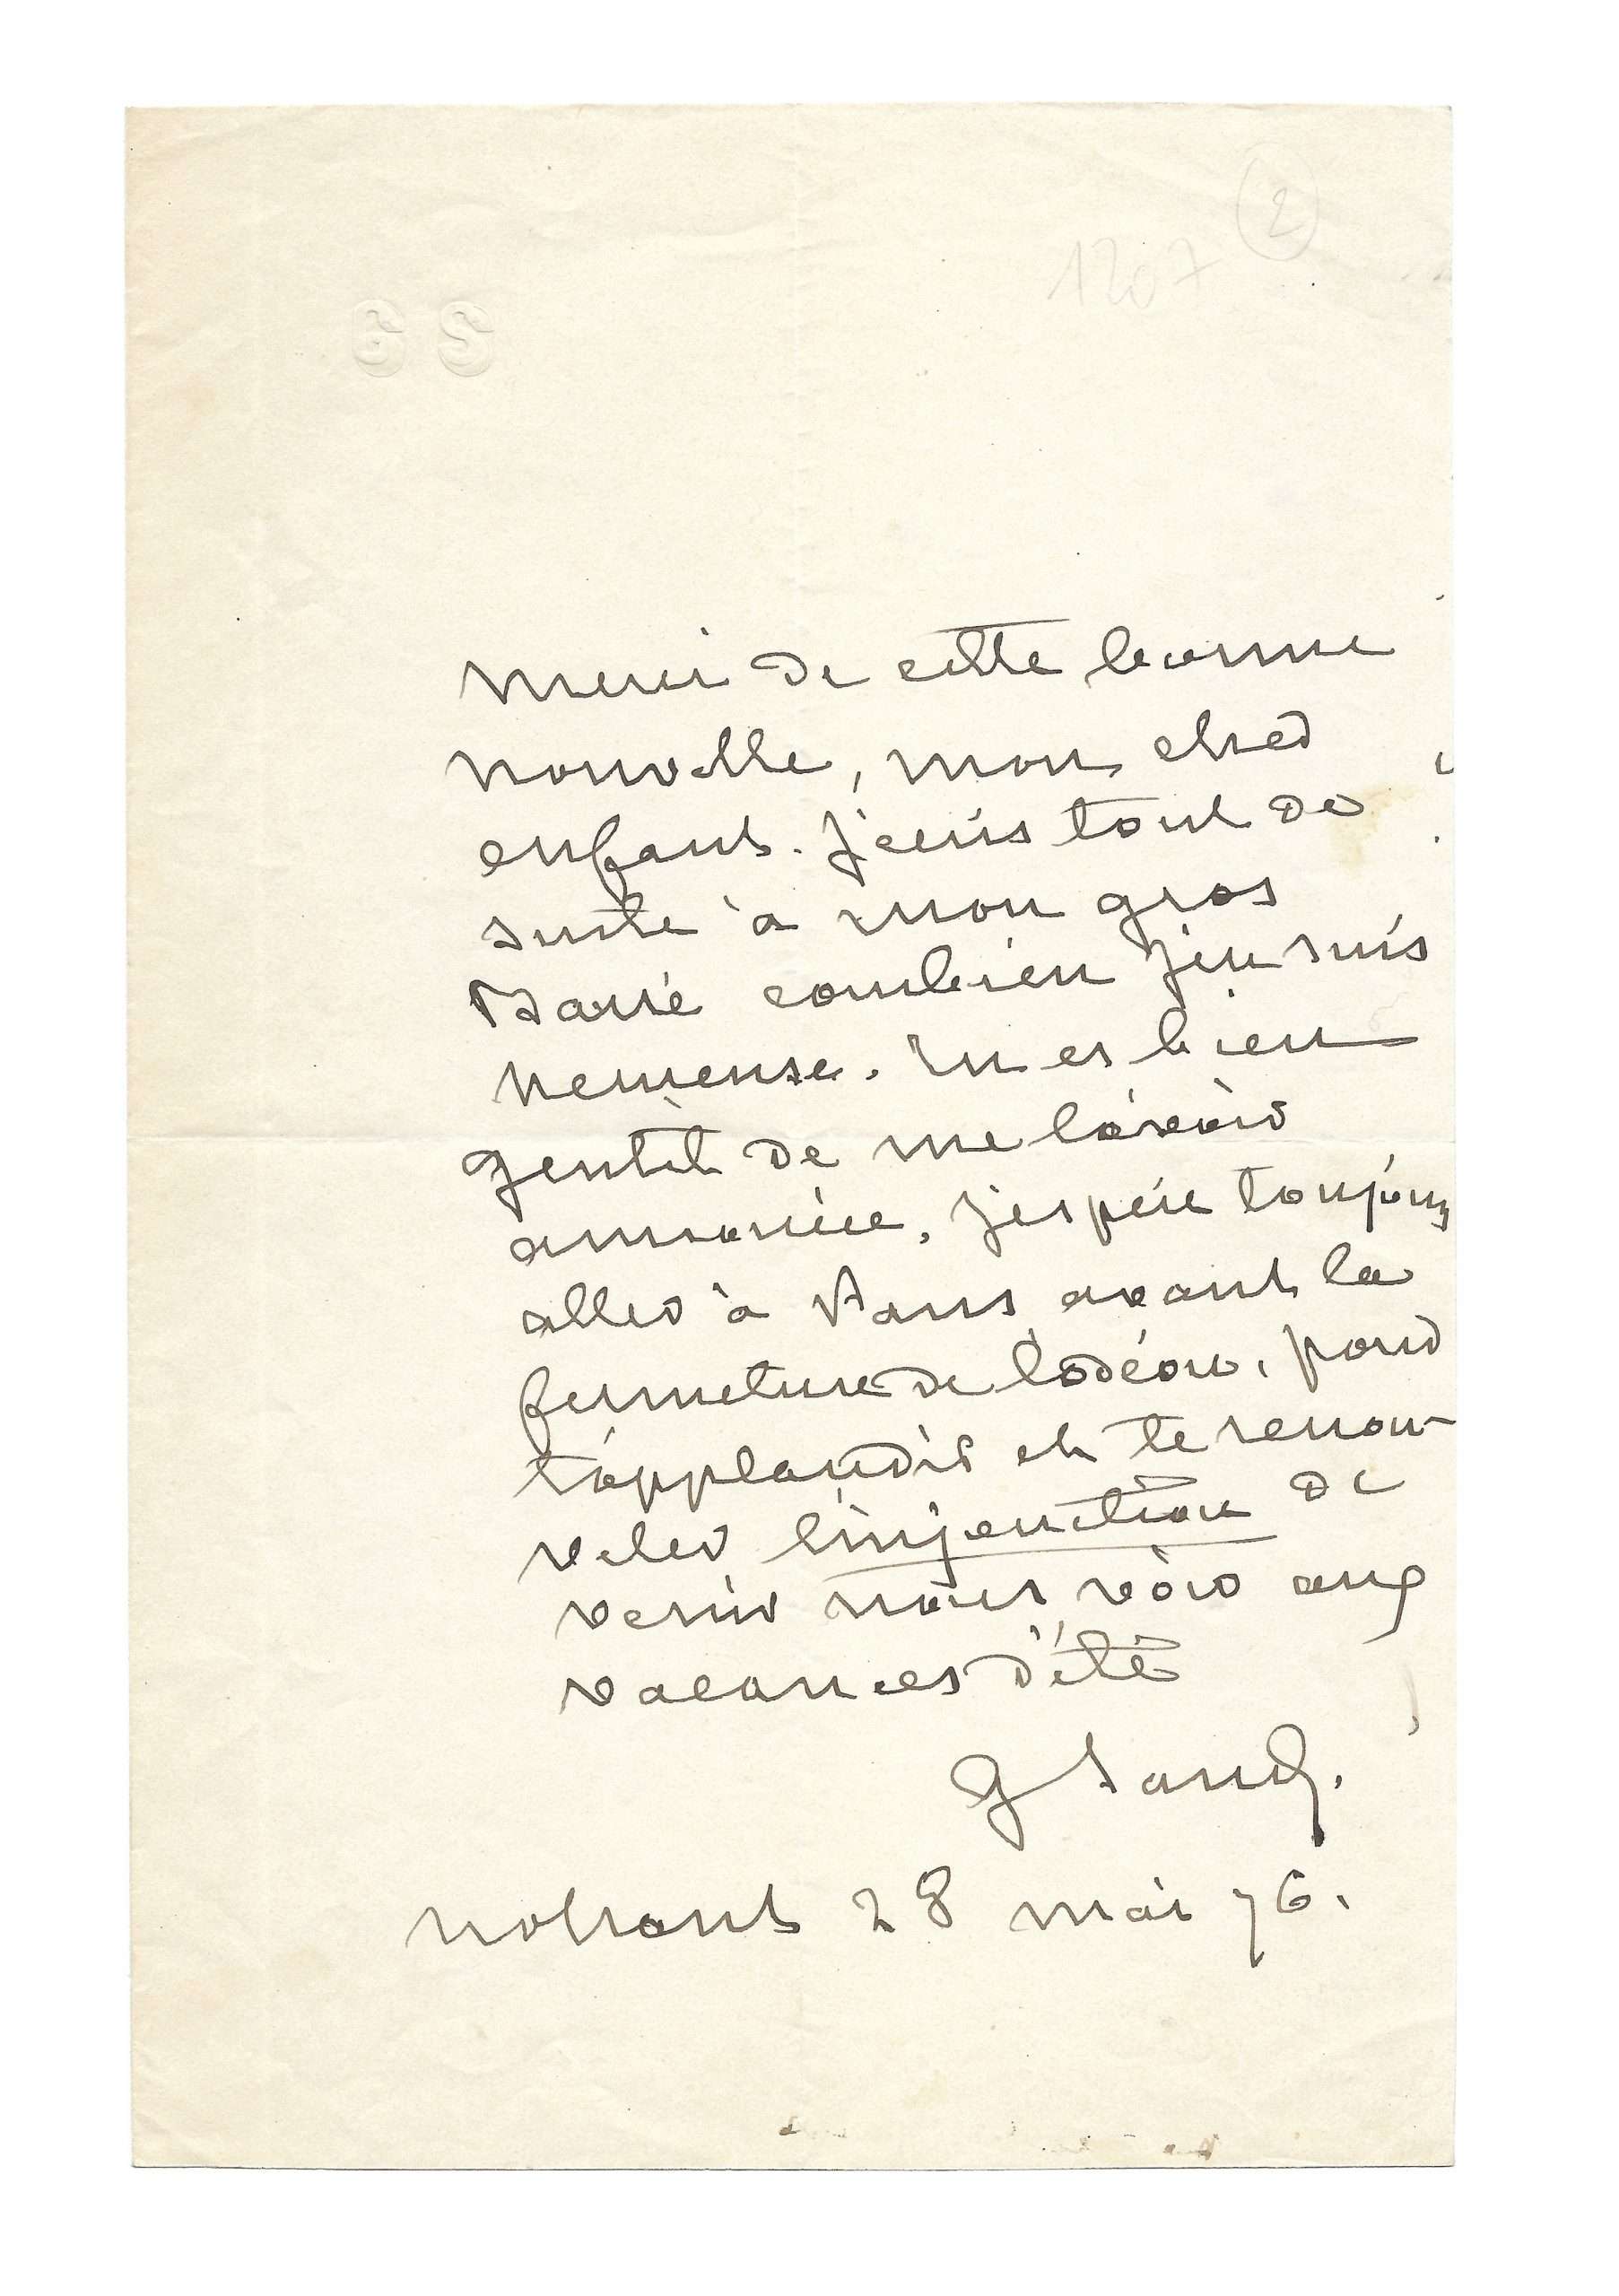 2
1207
GS
Merci de cette bonne
nouvelle, mon cher
enfant. J'écris tout de
suite à mon gros
combien j'en suis
heureuse. Tu es bien
gentil de me l'avoir
annoncée. J'espère toujours
aller à Paris avant la
fermeture de l'odéon, pour
t'applaudir et te renou-
veler l'injonction de
venir nous voir aux
vacances d'été
G Sand.
Nohant 28 mai 76.